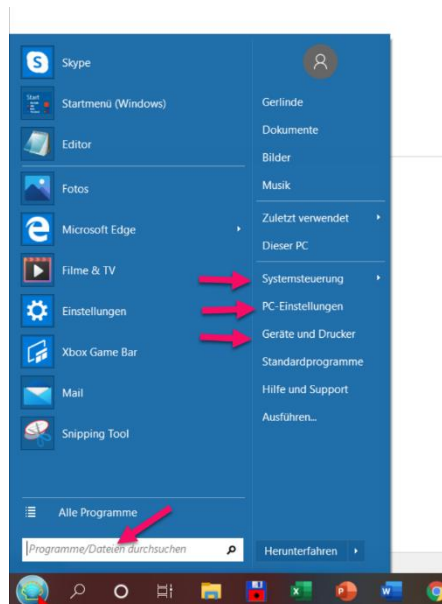 Skype
Startmenü (Windows)
Editor
Fotos
Microsoft Edge
Filme & TV
Einstellungen
Xbox Game Bar
Mail
Snipping Tool
Alle Programme
Programme/Dateien durchsuchen
Gerlinde
Dokumente
Bilder
Musik
Zuletzt verwendet
Dieser PC
Systemsteuerung
PC-Einstellungen
Geräte und Drucker
Standardprogramme
Hilfe und Support
Ausführen...
Herunterfahren